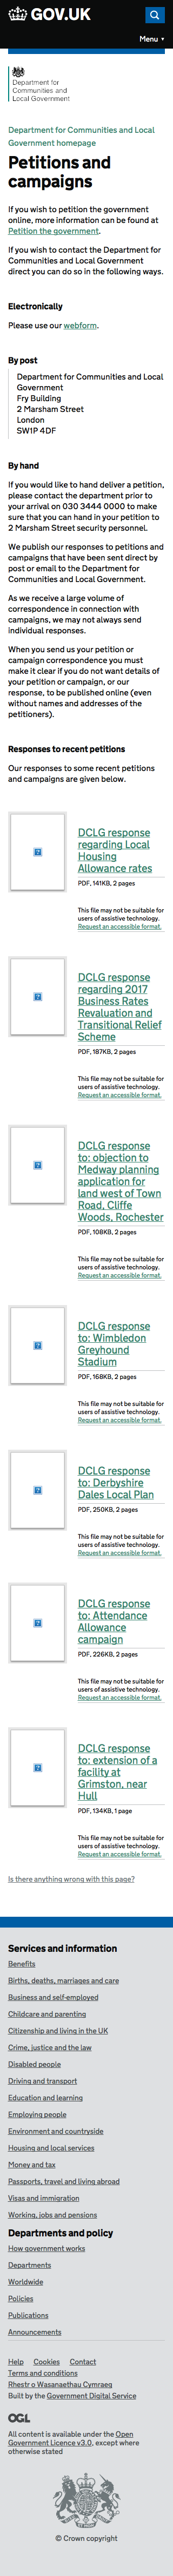 GOV.UK
Menu ▼
Department for
Communities and
Local Government
Department for Communities and Local
Government homepage
Petitions and
campaigns
If you wish to petition the government
online, more information can be found at
Petition the government.
If you wish to contact the Department for
Communities and Local Government
direct you can do so in the following ways.
Electronically
Please use our webform.
By post
Department for Communities and Local
Government
Fry Building
2 Marsham Street
London
SW1P 4DF
By hand
If you would like to hand deliver a petition,
please contact the department prior to
your arrival on 030 3444 0000 to make
sure that you can hand in your petition to
2 Marsham Street security personnel.
We publish our responses to petitions and
campaigns that have been sent direct by
post or email to the Department for
Communities and Local Government.
As we receive a large volume of
correspondence in connection with
campaigns, we may not always send
individual responses.
When you send us your petition or
campaign correspondence you must
make it clear if you do not want details of
your petition or campaign, or our
response, to be published online (even
without names and addresses of the
petitioners).
Responses to recent petitions
Our responses to some recent petitions
and campaigns are given below.
DCLG response
regarding Local
Housing
Allowance rates
PDF, 141KB, 2 pages
This file may not be suitable for
users of assistive technology.
Request an accessible format.
DCLG response
regarding 2017
Business Rates
Revaluation and
Transitional Relief
Scheme
PDF, 187KB, 2 pages
This file may not be suitable for
users of assistive technology.
Request an accessible format.
DCLG response
to: objection to
Medway planning
application for
land west of Town
Road, Cliffe
Woods, Rochester
PDF, 108KB, 2 pages
This file may not be suitable for
users of assistive technology.
Request an accessible format.
DCLG response
to: Wimbledon
Greyhound
Stadium
PDF, 168KB, 2 pages
This file may not be suitable for
users of assistive technology.
Request an accessible format.
DCLG response
to: Derbyshire
Dales Local Plan
PDF, 250KB, 2 pages
This file may not be suitable for
users of assistive technology.
Request an accessible format.
DCLG response
to: Attendance
Allowance
campaign
PDF, 226KB, 2 pages
This file may not be suitable for
users of assistive technology.
Request an accessible format.
DCLG response
to: extension of a
facility at
Grimston, near
Hull
PDF, 134KB, 1 page
This file may not be suitable for
users of assistive technology.
Request an accessible format.
Is there anything wrong with this page?
Services and information
Benefits
Births, deaths, marriages and care
Business and self-employed
Childcare and parenting
Citizenship and living in the UK
Crime, justice and the law
Disabled people
Driving and transport
Education and learning
Employing people
Environment and countryside
Housing and local services
Money and tax
Passports, travel and living abroad
Visas and immigration
Working, jobs and pensions
Departments and policy
How government works
Departments
Worldwide
Policies
Publications
Announcements
Help Cookies Contact
Terms and conditions
Rhestr o Wasanaethau Cymraeg
Built by the Government Digital Service
OGL
All content is available under the Open
Government Licence v3.0, except where
otherwise stated
© Crown copyright